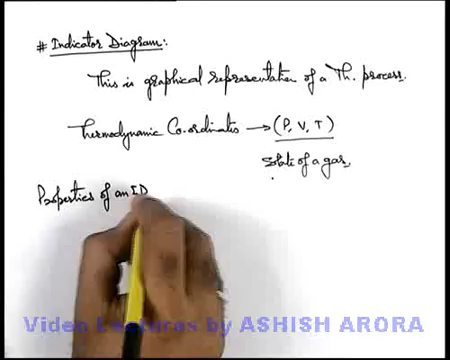 # Indicator Diagram:
This is graphical representation of a Th. process.
Thermodynamic Co.ordinates → (P, V, T)
State of a gas,
Properties of an ID
Video Lectures by ASHISH ARORA